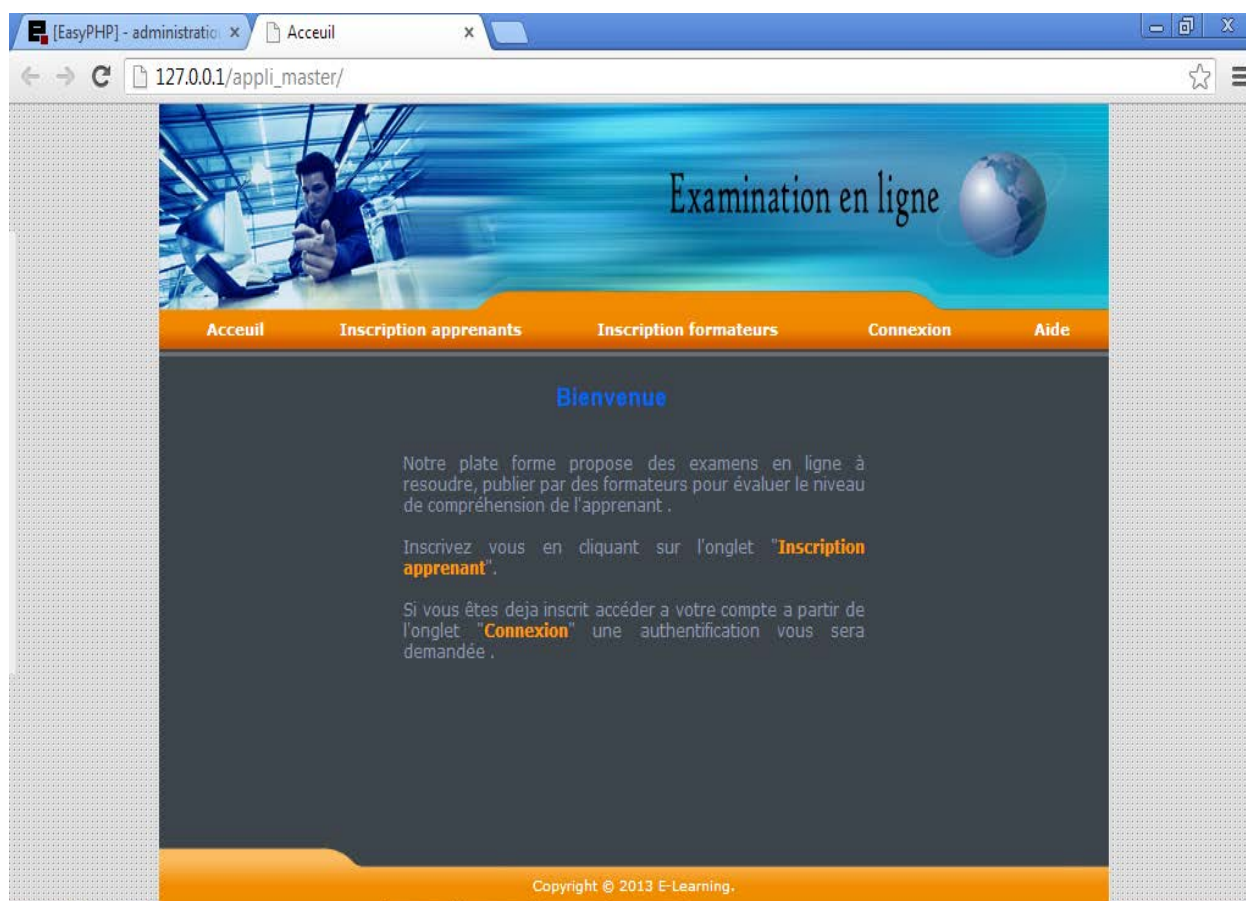 [EasyPHP] - administratio
Acceuil
127.0.0.1/appli_master/
Examination en ligne
Acceuil Inscription apprenants Inscription formateurs Connexion Aide
Bienvenue
Notre plate forme propose des examens en ligne à
resoudre, publier par des formateurs pour évaluer le niveau
de compréhension de l'apprenant .
Inscrivez vous en cliquant sur l'onglet "Inscription
apprenant".
Si vous êtes deja inscrit accéder a votre compte a partir de
l'onglet "Connexion" une authentification vous sera
demandée .
Copyright © 2013 E-Learning.